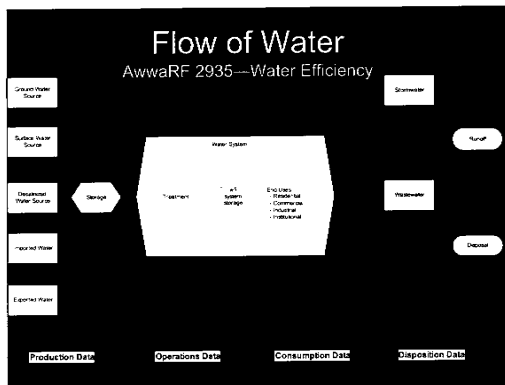 Flow of Water
AwwaRF 2935—Water Efficiency
Ground Water
Source
Stormwater
Surface Water
Source
Runoff
Water System
Desalinated
Water Source
Storage
Treatment
system
storage
End Uses
- Residential
- Commercial
- Industrial
- Institutional
Wastewater
Imported Water
Disposal
Exported Water
Production Data
Operations Data
Consumption Data
Disposition Data